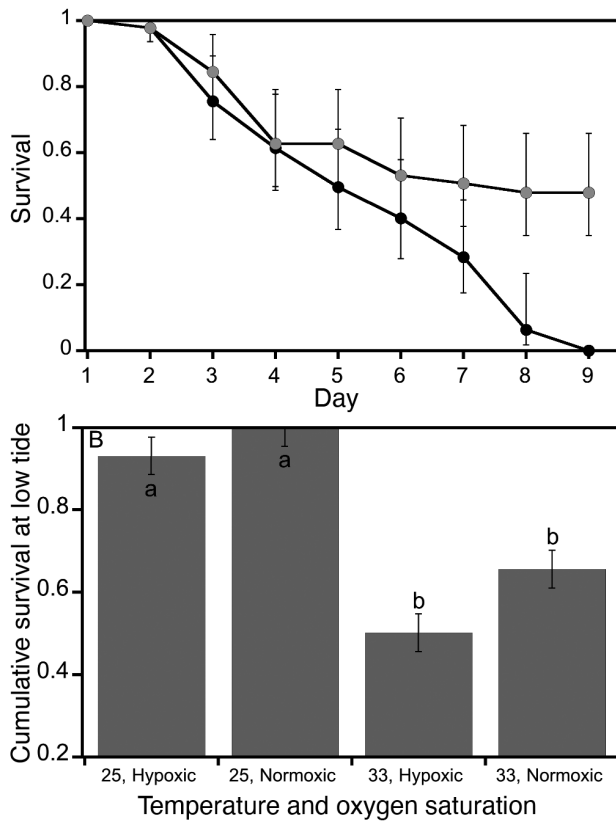 1
0.8
0.6
0.4
0.2
0
Survival
1 2 3 4 5 6 7 8 9
Day
B
1
0.8
0.6
0.4
0.2
Cumulative survival at low tide
a
a
b
b
25, Hypoxic 25, Normoxic 33, Hypoxic 33, Normoxic
Temperature and oxygen saturation